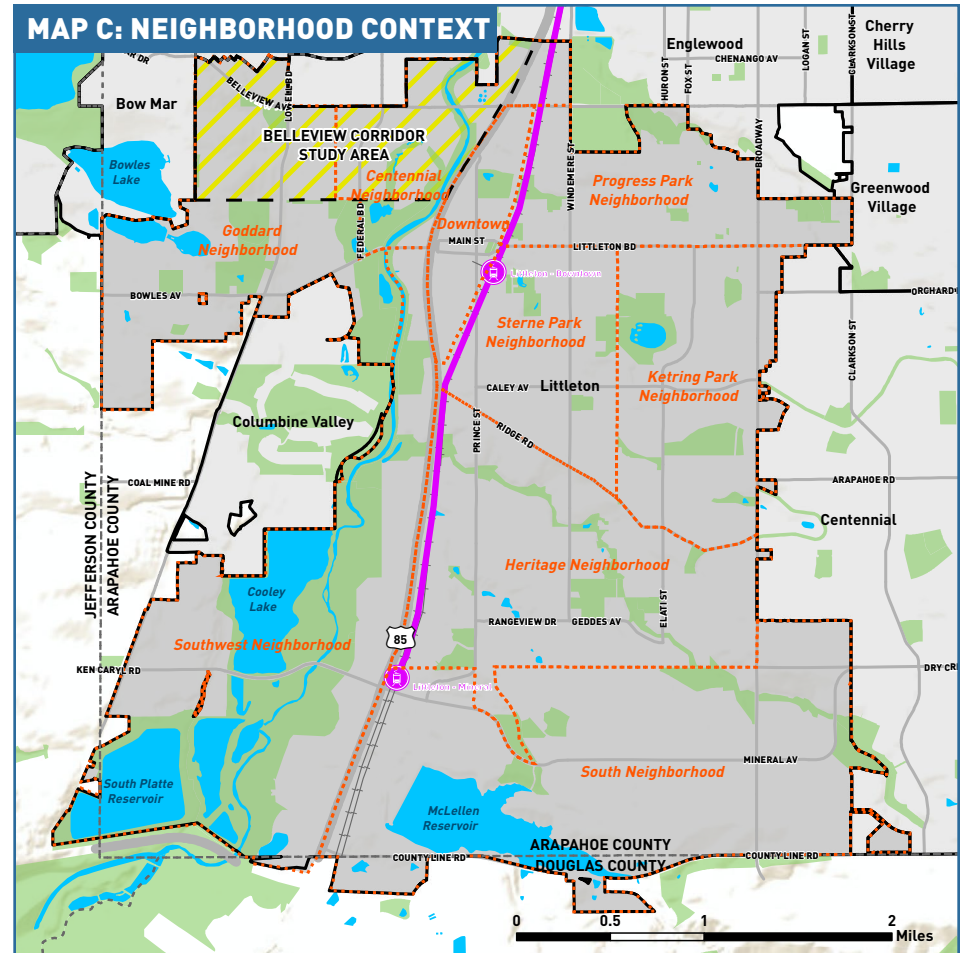 MAP C: NEIGHBORHOOD CONTEXT
Englewood
Cherry
Hills
Village
CHENANGO AV
LOGAN ST
CLARKSON ST
HURON ST
FOX ST
Bow Mar
BELLEVIEW AV
LOWELL BD
BELLEVIEW CORRIDOR
STUDY AREA
BROADWAY
WINDEMERE ST
Bowles
Lake
Centennial
Neighborhood
Progress Park
Neighborhood
Greenwood
Village
Goddard
Neighborhood
FEDERAL BD
Downtown
MAIN ST
LITTLETON BD
Littleton - Downtown
BOWLES AV
ORCHARD
Sterne Park
Neighborhood
CLARKSON ST
CALEY AV
Littleton
Ketring Park
Neighborhood
Columbine Valley
PRINCE ST
RIDGE RD
COAL MINE RD
ARAPAHOE RD
JEFFERSON COUNTY
ARAPAHOE COUNTY
Centennial
Heritage Neighborhood
Cooley
Lake
ELATI ST
RANGEVIEW DR
GEDDES AV
85
Southwest Neighborhood
KEN CARYL RD
DRY CR
Littleton - Mineral
MINERAL AV
South Neighborhood
South Platte
Reservoir
McLellen
Reservoir
ARAPAHOE COUNTY
DOUGLAS COUNTY
COUNTY LINE RD
COUNTY LINE RD
0
0.5
1
2
Miles